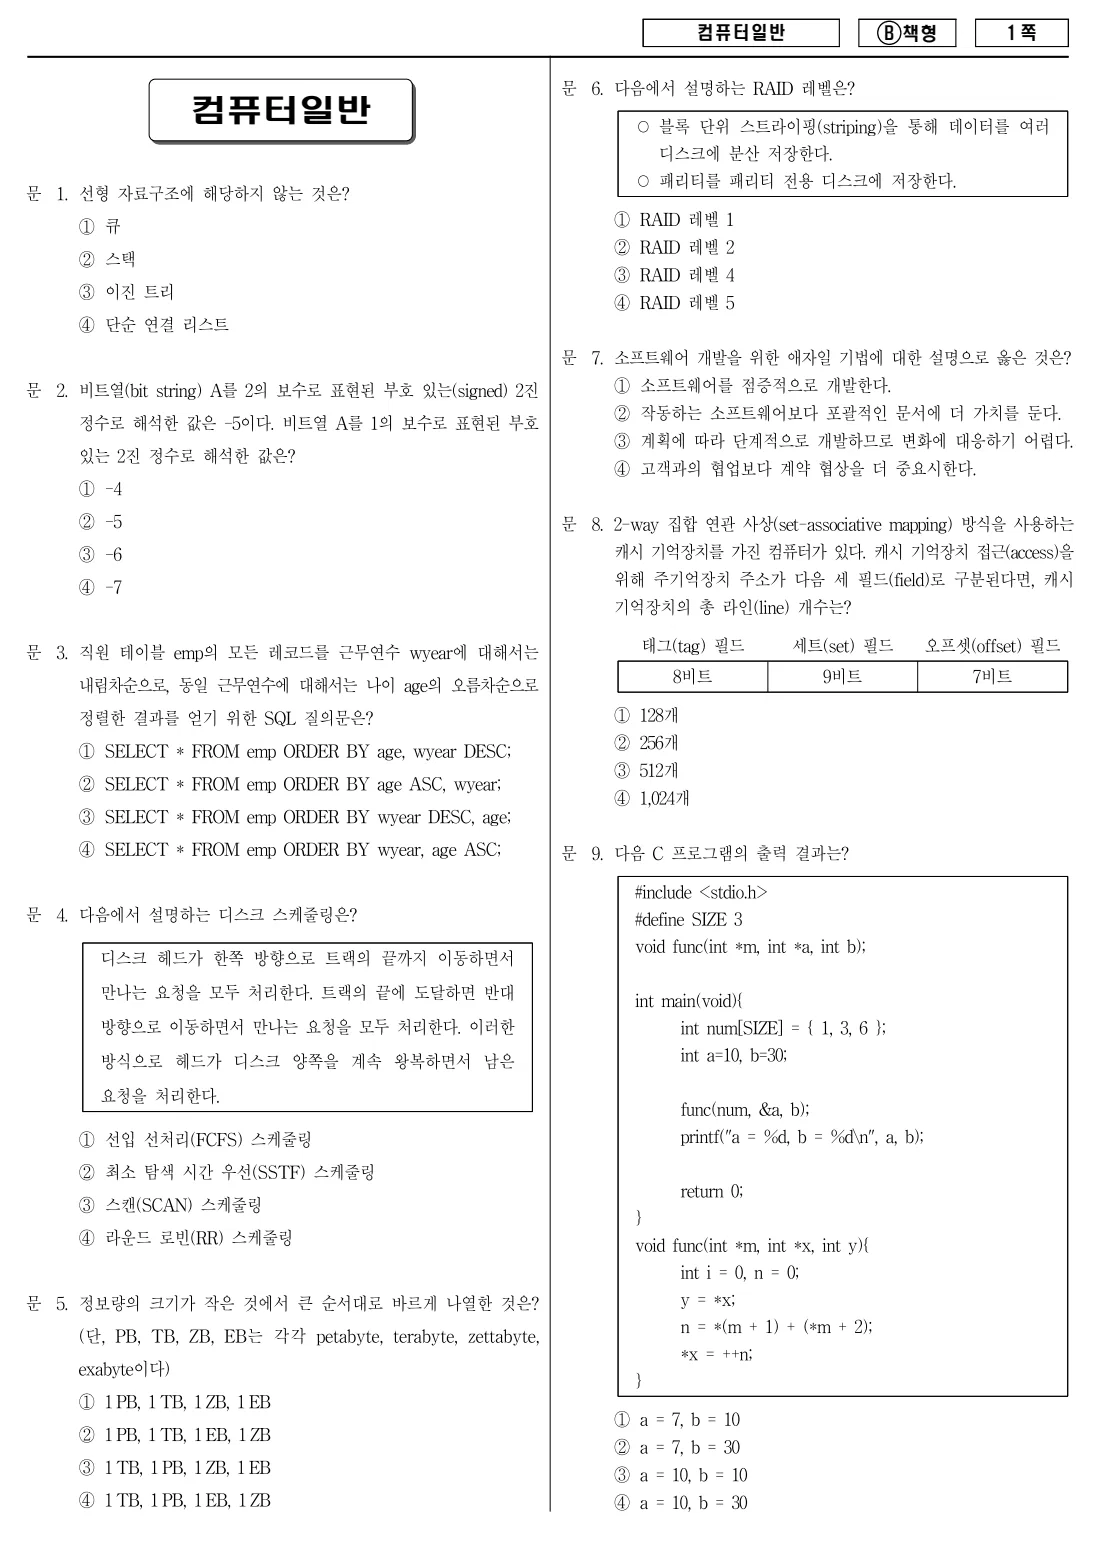 컴퓨터일반
Ⓑ책형
1쪽
컴퓨터일반
문 1. 선형 자료구조에 해당하지 않는 것은?
① 큐
② 스택
③ 이진 트리
④ 단순 연결 리스트
문 2. 비트열(bit string) A를 2의 보수로 표현된 부호 있는(signed) 2진
정수로 해석한 값은 -5이다. 비트열 A를 1의 보수로 표현된 부호
있는 2진 정수로 해석한 값은?
① -4
② -5
③ -6
④ -7
문 3. 직원 테이블 emp의 모든 레코드를 근무연수 wyear에 대해서는
내림차순으로, 동일 근무연수에 대해서는 나이 age의 오름차순으로
정렬한 결과를 얻기 위한 SQL 질의문은?
① SELECT * FROM emp ORDER BY age, wyear DESC;
② SELECT * FROM emp ORDER BY age ASC, wyear;
③ SELECT * FROM emp ORDER BY wyear DESC, age;
④ SELECT * FROM emp ORDER BY wyear, age ASC;
문 4. 다음에서 설명하는 디스크 스케줄링은?
디스크 헤드가 한쪽 방향으로 트랙의 끝까지 이동하면서
만나는 요청을 모두 처리한다. 트랙의 끝에 도달하면 반대
방향으로 이동하면서 만나는 요청을 모두 처리한다. 이러한
방식으로 헤드가 디스크 양쪽을 계속 왕복하면서 남은
요청을 처리한다.
① 선입 선처리(FCFS) 스케줄링
② 최소 탐색 시간 우선(SSTF) 스케줄링
③ 스캔(SCAN) 스케줄링
④ 라운드 로빈(RR) 스케줄링
문 5. 정보량의 크기가 작은 것에서 큰 순서대로 바르게 나열한 것은?
(단, PB, TB, ZB, EB는 각각 petabyte, terabyte, zettabyte,
exabyte이다)
① 1 PB, 1 TB, 1 ZB, 1 EB
② 1 PB, 1 TB, 1 EB, 1 ZB
③ 1 TB, 1 PB, 1 ZB, 1 EB
④ 1 TB, 1 PB, 1 EB, 1 ZB
문 6. 다음에서 설명하는 RAID 레벨은?
○ 블록 단위 스트라이핑(striping)을 통해 데이터를 여러
디스크에 분산 저장한다.
○ 패리티를 패리티 전용 디스크에 저장한다.
① RAID 레벨 1
② RAID 레벨 2
③ RAID 레벨 4
④ RAID 레벨 5
문 7. 소프트웨어 개발을 위한 애자일 기법에 대한 설명으로 옳은 것은?
① 소프트웨어를 점증적으로 개발한다.
② 작동하는 소프트웨어보다 포괄적인 문서에 더 가치를 둔다.
③ 계획에 따라 단계적으로 개발하므로 변화에 대응하기 어렵다.
④ 고객과의 협업보다 계약 협상을 더 중요시한다.
문 8. 2-way 집합 연관 사상(set-associative mapping) 방식을 사용하는
캐시 기억장치를 가진 컴퓨터가 있다. 캐시 기억장치 접근(access)을
위해 주기억장치 주소가 다음 세 필드(field)로 구분된다면, 캐시
기억장치의 총 라인(line) 개수는?
태그(tag) 필드 세트(set) 필드 오프셋(offset) 필드
8비트 9비트 7비트
① 128개
② 256개
③ 512개
④ 1,024개
문 9. 다음 C 프로그램의 출력 결과는?
#include <stdio.h>
#define SIZE 3
void func(int *m, int *a, int b);
int main(void){
int num[SIZE] = { 1, 3, 6 };
int a=10, b=30;
func(num, &a, b);
printf("a = %d, b = %d\n", a, b);
return 0;
}
void func(int *m, int *x, int y){
int i = 0, n = 0;
y = *x;
n = *(m + 1) + (*m + 2);
*x = ++n;
}
① a = 7, b = 10
② a = 7, b = 30
③ a = 10, b = 10
④ a = 10, b = 30